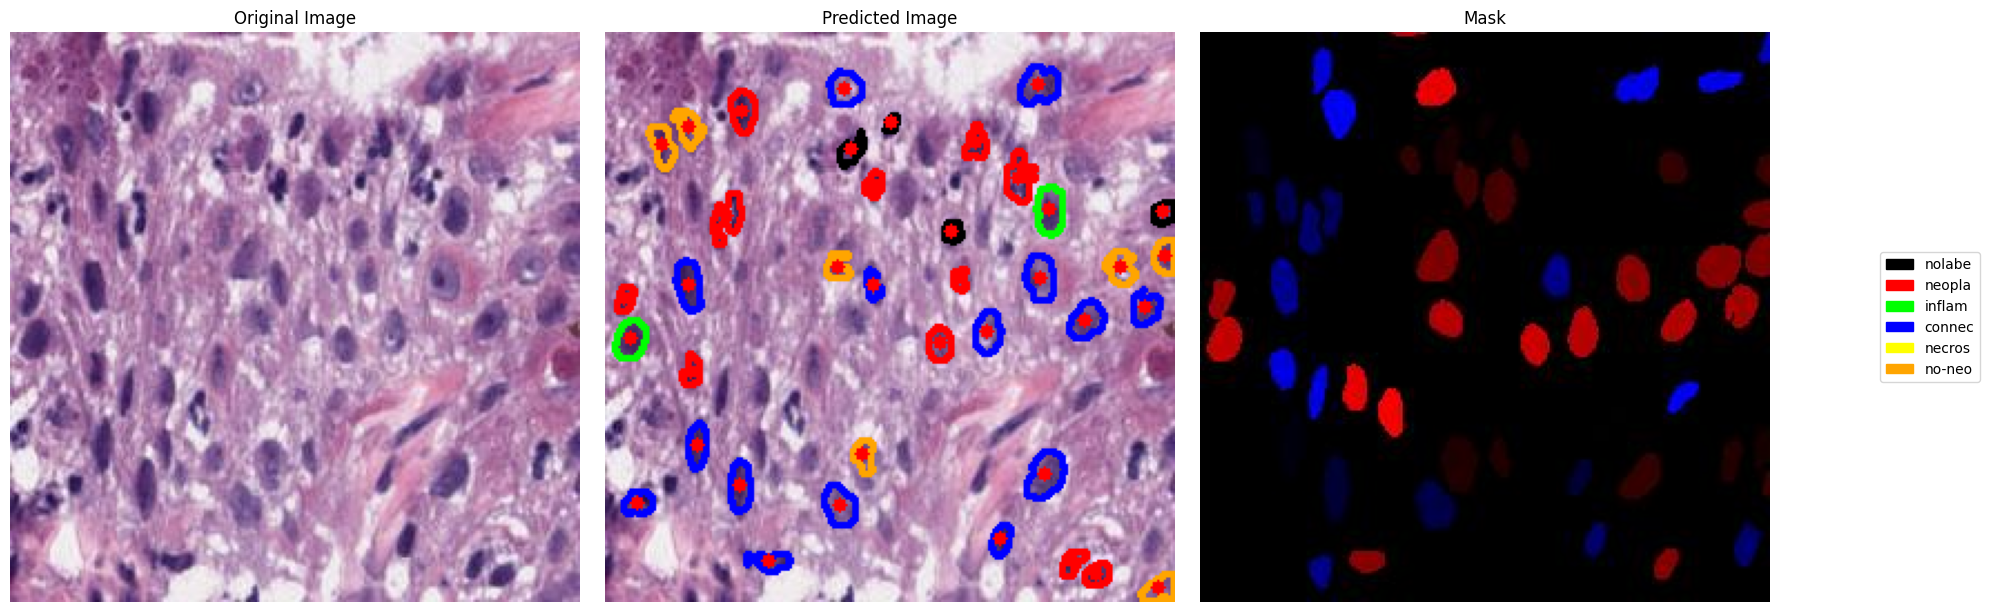 Original Image
Predicted Image
Mask
nolabe
neopla
inflam
connec
necros
no-neo